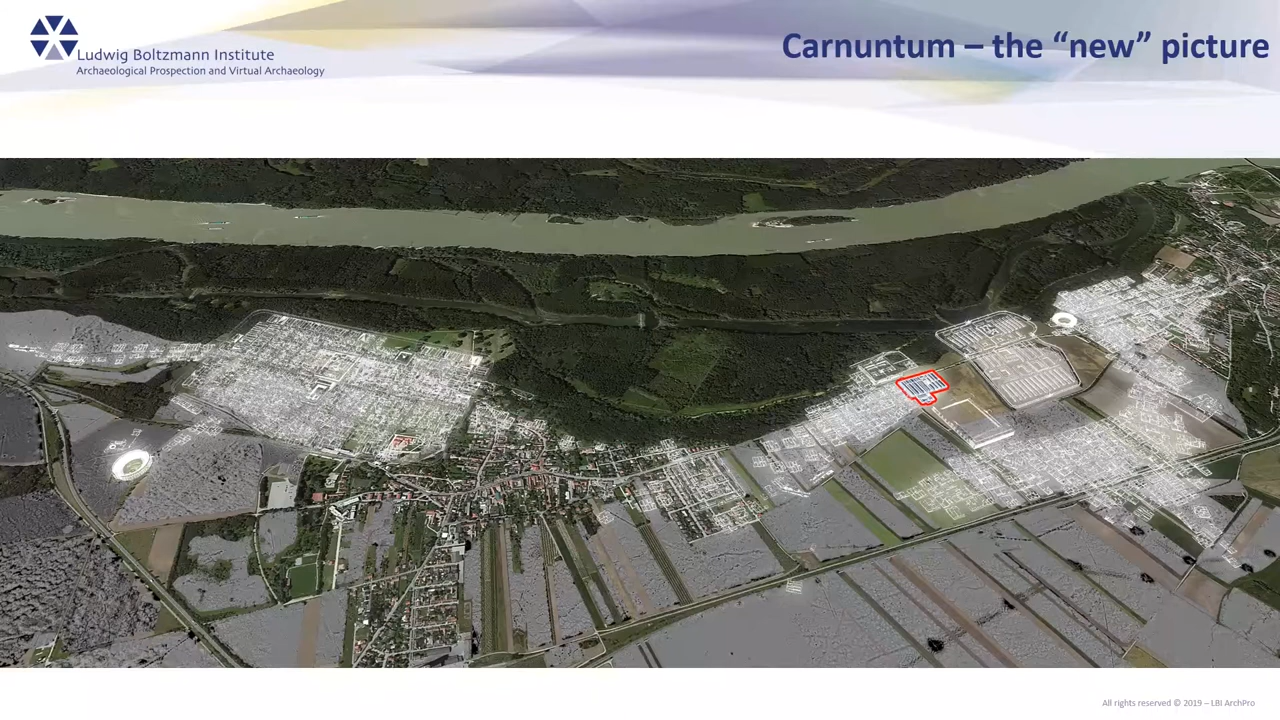 Ludwig Boltzmann Institute
Archaeological Prospection and Virtual Archaeology
Carnuntum – the “new” picture
All rights reserved © 2019 – LBI ArchPro